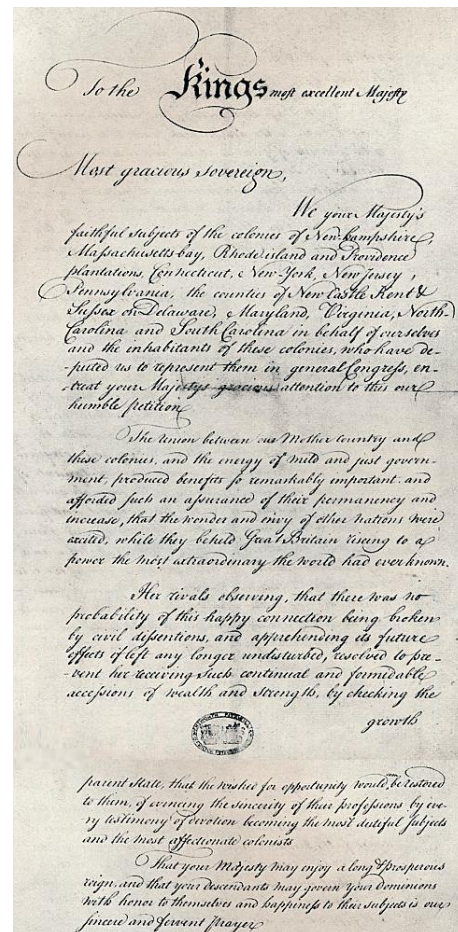 To the Kings most excellent Majesty
Most gracious Sovereign,
We your Majesty's
faithful subjects of the colonies of New-hampshire,
Massachusetts-bay, Rhode island and Providence
plantations, Connecticut, New-York, New Jersey,
Pennsylvania, the counties of New Castle Kent &
Sussex on Delaware, Maryland, Virginia, North-
Carolina and South Carolina in behalf of ourselves
and the inhabitants of these colonies, who have de-
-puted us to represent them in general Congress, en-
-treat your Majestys gracious attention to this our
humble petition
The union between our Mother Country and
these colonies, and the energy of mild and just govern-
ment, produced benefits so remarkably important, and
afforded such an assurance of their permanency and
increase, that the wonder and envy of other nations were
excited, while they beheld Great Britain rising to a
power the most extraordinary the world had ever known.
Her rivals observing, that there was no
probability of this happy connection being broken
by civil dissentions, and apprehending its future
effects if left any longer undisturbed, resolved to pre-
-vent her receiving such continual and formidable
accessions of wealth and strength, by checking the
growth
parent State, that the wished for opportunity would be restored
to them, of evincing the sincerity of their professions by eve-
ry testimony of devotion becoming the most dutiful subjects
and the most affectionate colonists
That your Majesty may enjoy a long & prosperous
reign, and that your descendants may govern your Dominions
with honor to themselves and happiness to their subjects is our
sincere and fervent prayer